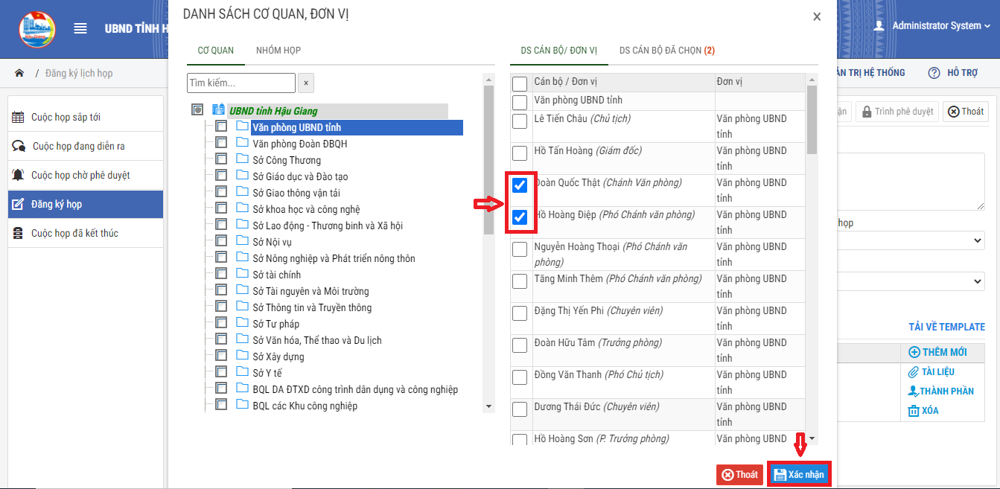 UBND TỈNH H
Administrator System
DANH SÁCH CƠ QUAN, ĐƠN VỊ
/ Đăng ký lịch họp
ÁN TRỊ HỆ THỐNG
HỖ TRỢ
Cuộc họp sắp tới
Cuộc họp đang diễn ra
Cuộc họp chờ phê duyệt
Đăng ký họp
Cuộc họp đã kết thúc
CƠ QUAN
NHÓM HỌP
Tìm kiếm...
×
UBND tỉnh Hậu Giang
Văn phòng UBND tỉnh
Văn phòng Đoàn ĐBQH
Sở Công Thương
Sở Giáo dục và Đào tạo
Sở Giao thông vận tải
Sở khoa học và công nghệ
Sở Lao động - Thương binh và Xã hội
Sở Nội vụ
Sở Nông nghiệp và Phát triển nông thôn
Sở tài chính
Sở Tài nguyên và Môi trường
Sở Thông tin và Truyền thông
Sở Tư pháp
Sở Văn hóa, Thể thao và Du lịch
Sở Xây dựng
Sở Y tế
BQL DA ĐTXD công trình dân dụng và công nghiệp
BQL các Khu công nghiệp
DS CÁN BỘ/ ĐƠN VỊ
DS CÁN BỘ ĐÃ CHỌN (2)
Cán bộ / Đơn vị
Đơn vị
Văn phòng UBND tỉnh
Lê Tiến Châu (Chủ tịch)
Văn phòng UBND
tỉnh
Hồ Tấn Hoàng (Giám đốc)
Văn phòng UBND
tỉnh
Đoàn Quốc Thật (Chánh Văn phòng)
Văn phòng UBND
tỉnh
Hồ Hoàng Điệp (Phó Chánh văn phòng)
Văn phòng UBND
tỉnh
Nguyễn Hoàng Thoại (Phó Chánh văn
phòng)
Văn phòng UBND
tỉnh
Tăng Minh Thêm (Phó Chánh văn phòng)
Văn phòng UBND
tỉnh
Đặng Thị Yến Phi (Chuyên viên)
Văn phòng UBND
tỉnh
Đoàn Hữu Tâm (Trưởng phòng)
Văn phòng UBND
tỉnh
Đồng Văn Thanh (Phó Chủ tịch)
Văn phòng UBND
tỉnh
Dương Thái Đức (Chuyên viên)
Văn phòng UBND
tỉnh
Hồ Hoàng Sơn (P. Trưởng phòng)
Văn phòng UBND
Thoát
Xác nhận
ận
Trình phê duyệt
Thoát
họp
TẢI VỀ TEMPLATE
THÊM MỚI
TÀI LIỆU
THÀNH PHẦN
XÓA